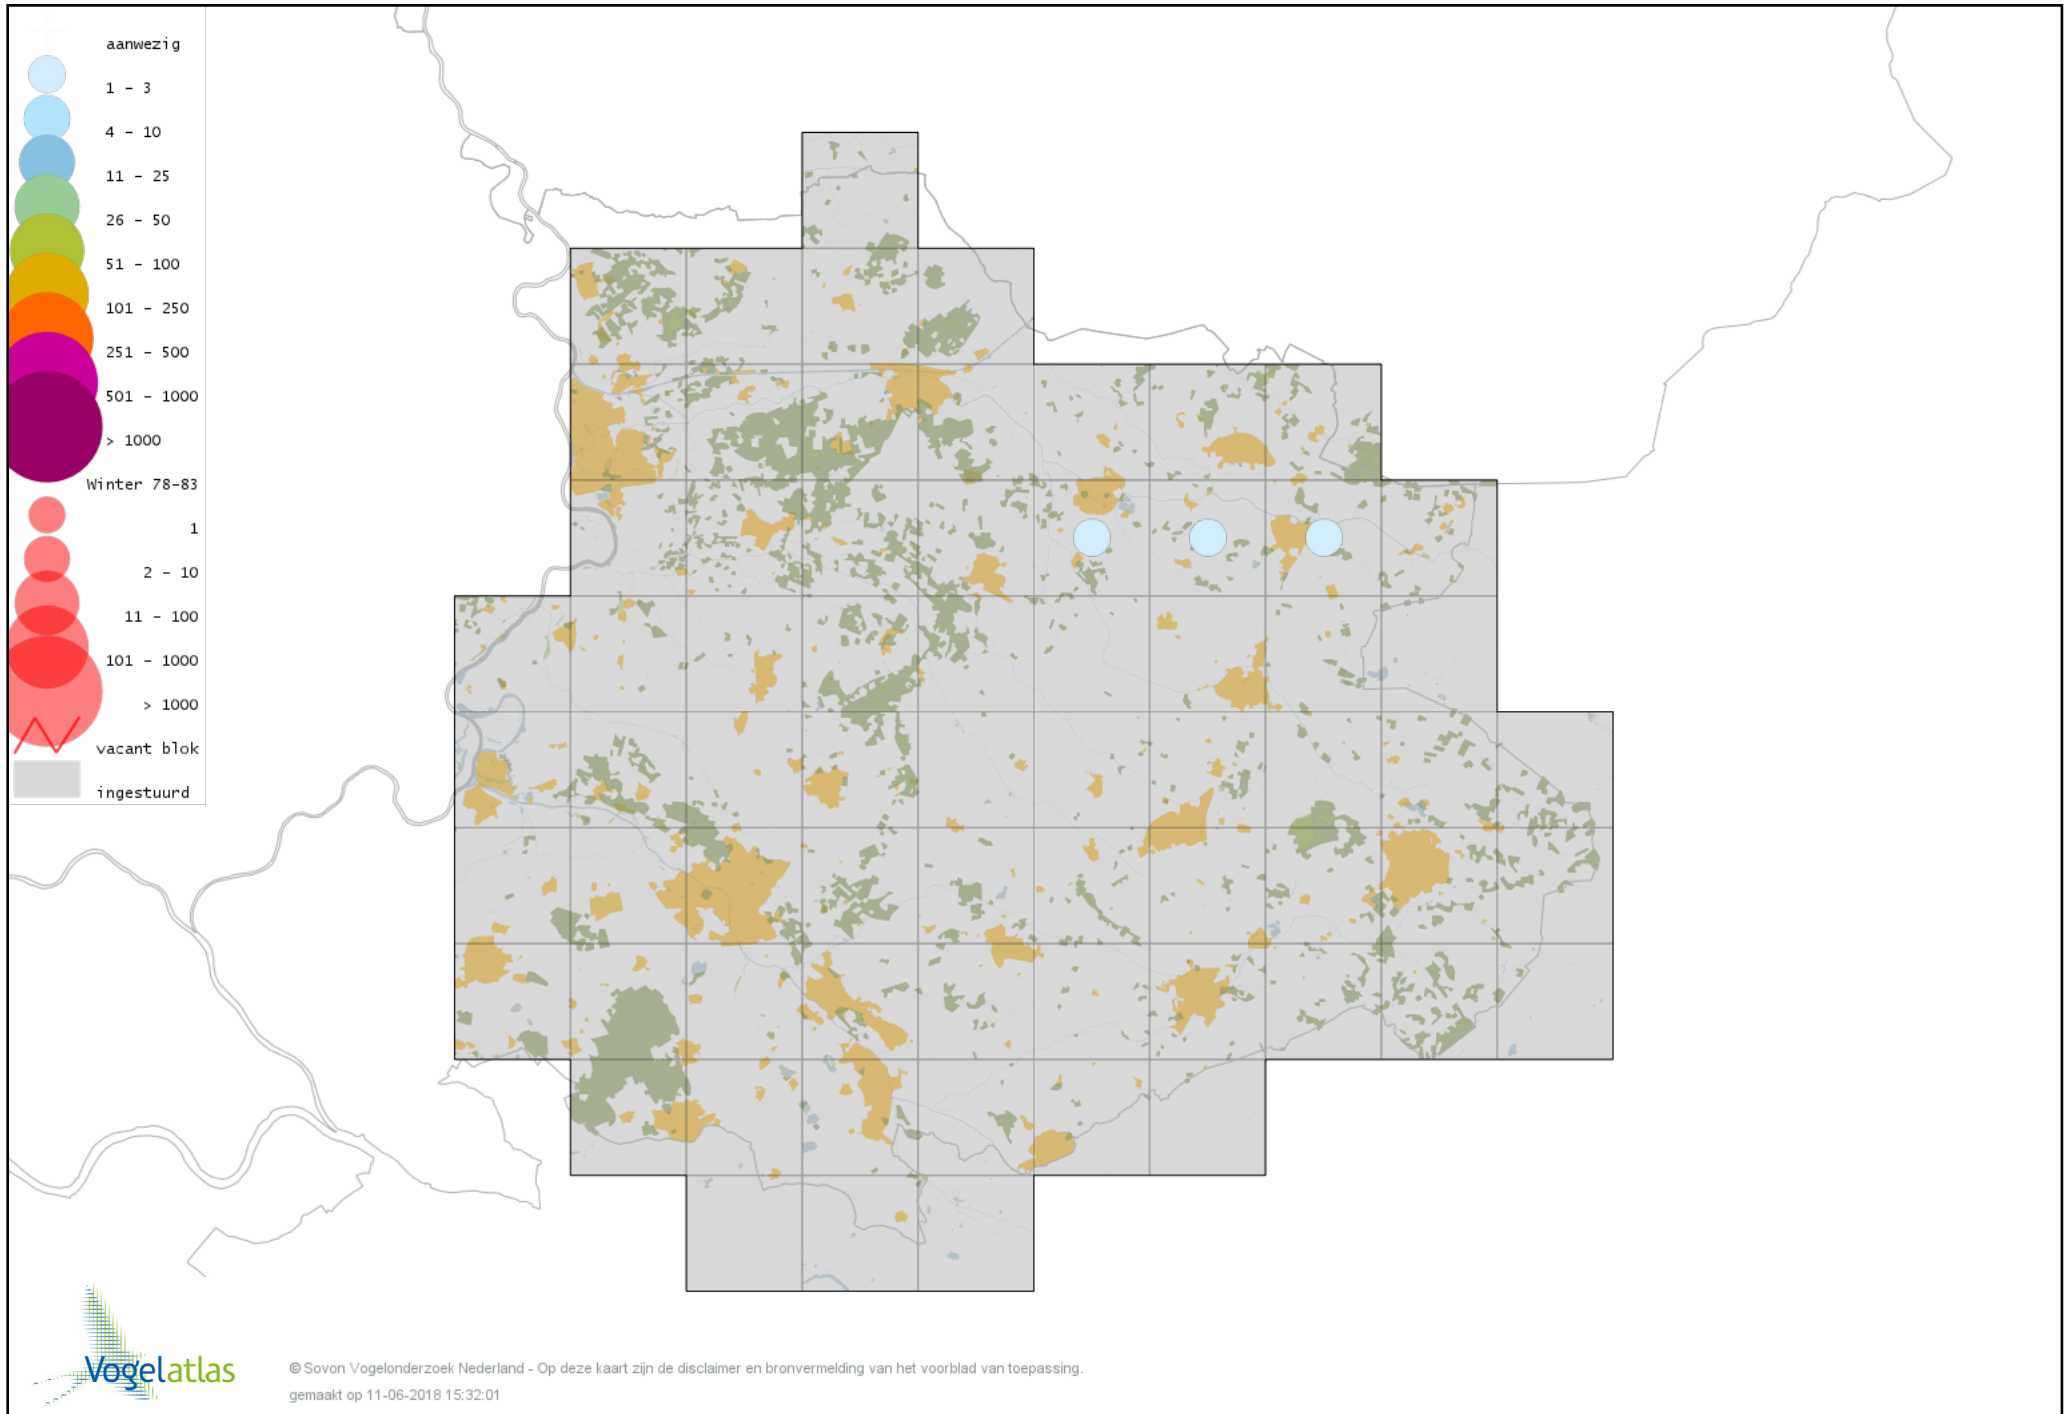 aanwezig
1 - 3
4 - 10
11 - 25
26 - 50
51 - 100
101 - 250
251 - 500
501 - 1000
> 1000
Winter 78-83
1
2 - 10
11 - 100
101 - 1000
> 1000
vacant blok
ingestuurd
Vogelatlas
© Sovon Vogelonderzoek Nederland - Op deze kaart zijn de disclaimer en bronvermelding van het voorblad van toepassing.
gemaakt op 11-06-2018 15:32:01